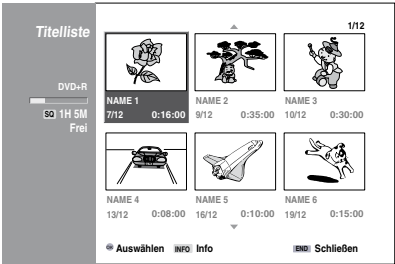 Titelliste
1/12
DVD+R
SQ 1H 5M
Frei
NAME 1
7/12 0:16:00
NAME 2
9/12 0:35:00
NAME 3
10/12 0:30:00
NAME 4
13/12 0:08:00
NAME 5
16/12 0:10:00
NAME 6
19/12 0:15:00
OK Auswählen INFO Info END Schließen